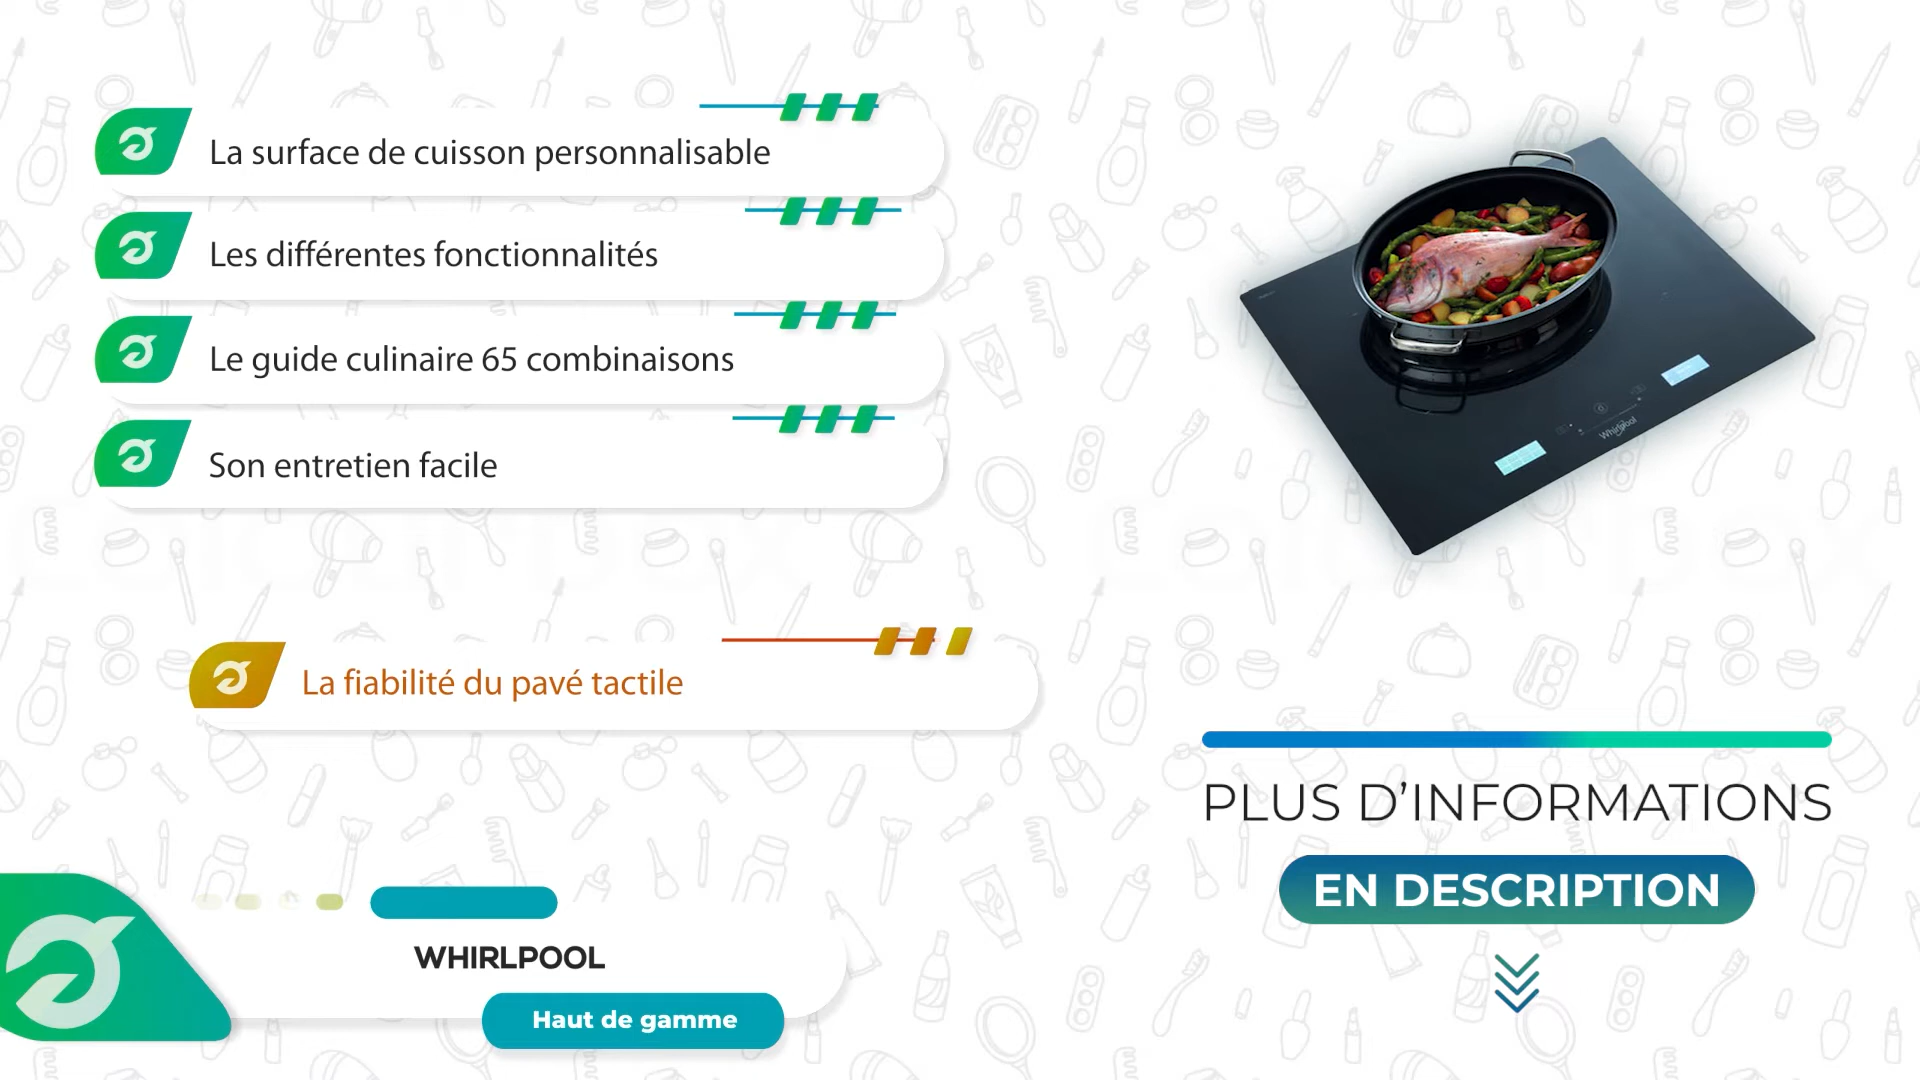 La surface de cuisson personnalisable
Les différentes fonctionnalités
Le guide culinaire 65 combinaisons
Son entretien facile
Whirlpool
La fiabilité du pavé tactile
PLUS D’INFORMATIONS
EN DESCRIPTION
WHIRLPOOL
Haut de gamme